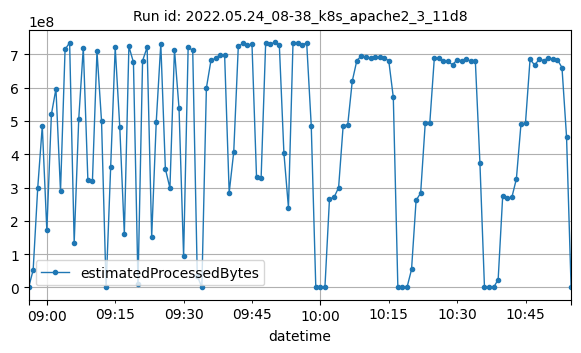 Run id: 2022.05.24_08-38_k8s_apache2_3_11d8
1e8
7
6
5
4
3
2
1
0
estimatedProcessedBytes
09:00 09:15 09:30 09:45 10:00 10:15 10:30 10:45
datetime